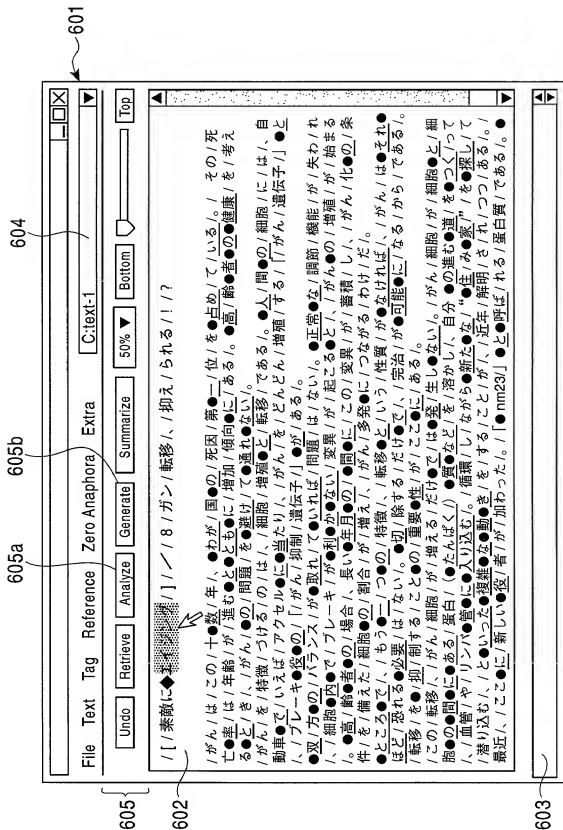 601
604
605b
605a
605
602
603
File Text Tag Reference Zero Anaphora Extra
C:text-1
Undo Retrieve Analyze Generate Summarize 50% Bottom Top
/[/素敵に◆/]/／/8/ガン/転移/、/抑え/られる/!/?
/がん/は/この/、十●数/年/、●わが/国●の/死因/第●一/位/を●占め/て/いる/。/その/死
亡●率/は/年齢/が/進む●と●とも●に/増加/傾向●に/ある/。●高/齢●者●の●健康/を/考え
る●と●き/、/がん/●の/問題/を●避け/て●通れ/ない/。
/がん/を/特徴/づける/の/は/、/細胞/増殖●と/転移/で/ある/。●人/間●の/細胞/に/は/、自
動車●で/いえば/アクセル●に●当たり/、/がん/を/どんどん/増殖/する/「/がん/遺伝子/」●と
/、/ブレーキ●役●の/「/がん/抑制/遺伝子/」●が/ある/。
●双/方●の/バランス/が●取れ/て●いれば/問題/は/ない/。●正常●な/調節/機能/が/失わ/れ
/、/細胞●内●で/ブレーキ/が●利●かない/変異/が/起こる●と/、/がん●の/増殖/が/始まる
/。●高/齢●者●の/場合/、長い●年月●の/間●に/この/変異/が/蓄積/し/、/がん/化●の/条
件/を/備えた/細胞●の/割合/が/増え/、/がん/多発●に/つながる/わけ/だ。
●ところ●で/、/もう●一/つの/特徴/、/転移●と/いう/性質/が●なければ/、/がん/は●それ●
ほど/恐れる●必要/は/ない/。●切/除する/だけ/で/、完治/が●可能●に/なる/から/で/ある/。
/転移/を●抑/制する/こと/の●重要●性/が/ここ●に/ある/。
/この/転移/、/がん/細胞/が/増える/だけ/で/は●発/生/しない/。/がん/細胞/が/細胞●と/細
胞●の●間●に●ある/蛋白/(●たんぱく/)●質●など/を/溶かし/、自分/の/進む●道/を●つく/って
/、/血管/や/リンパ●管●に●入り込む/。/循環/し/ながら●新た●な/“●住/み●家/”/を●探し/て
/潜り込む/、/と●いった●複雑●な●動●き/を/する/こと/が/、/近年/解明/さ/れ/つつ/ある/。/
最近/、/ここ●に/新しい●役/者/が/加わった/。/「●nm23/」●と●呼ば/れる/蛋白質/で/ある/。●